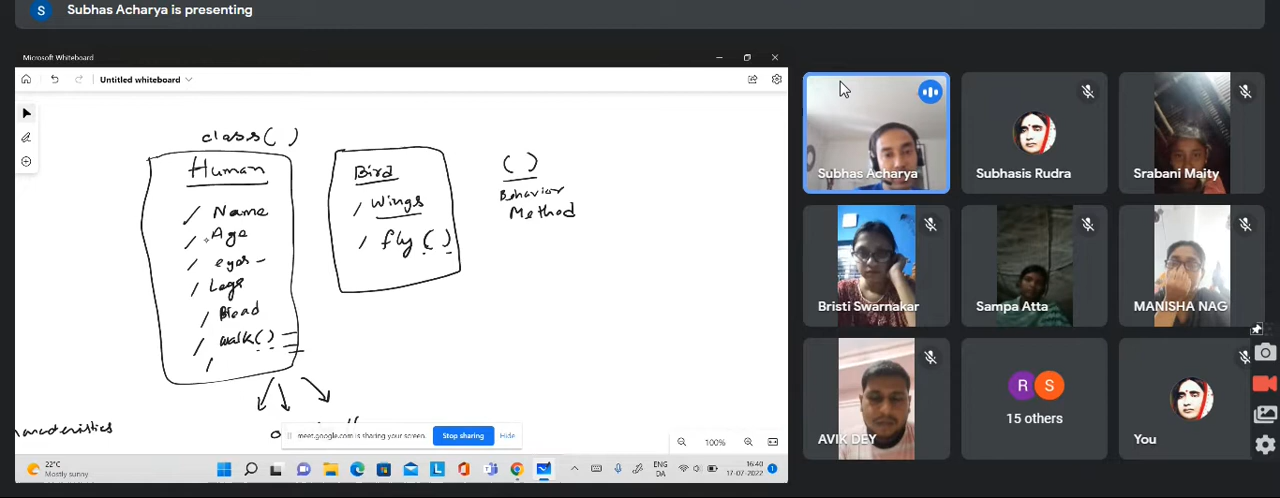 S Subhas Acharya is presenting
Microsoft Whiteboard
Untitled whiteboard
class( )
Human
Name
Age
eyes
Legs
Blood
walk( )
Bird
Wings
fly ( )
( )
Behavior
Method
haracteristics
meet.google.com is sharing your screen.
Stop sharing
Hide
100%
22°C
Mostly sunny
ENG
DA
16:40
17-07-2022
Subhas Acharya
Subhasis Rudra
Srabani Maity
Bristi Swarnakar
Sampa Atta
MANISHA NAG
AVIK DEY
R S
15 others
You